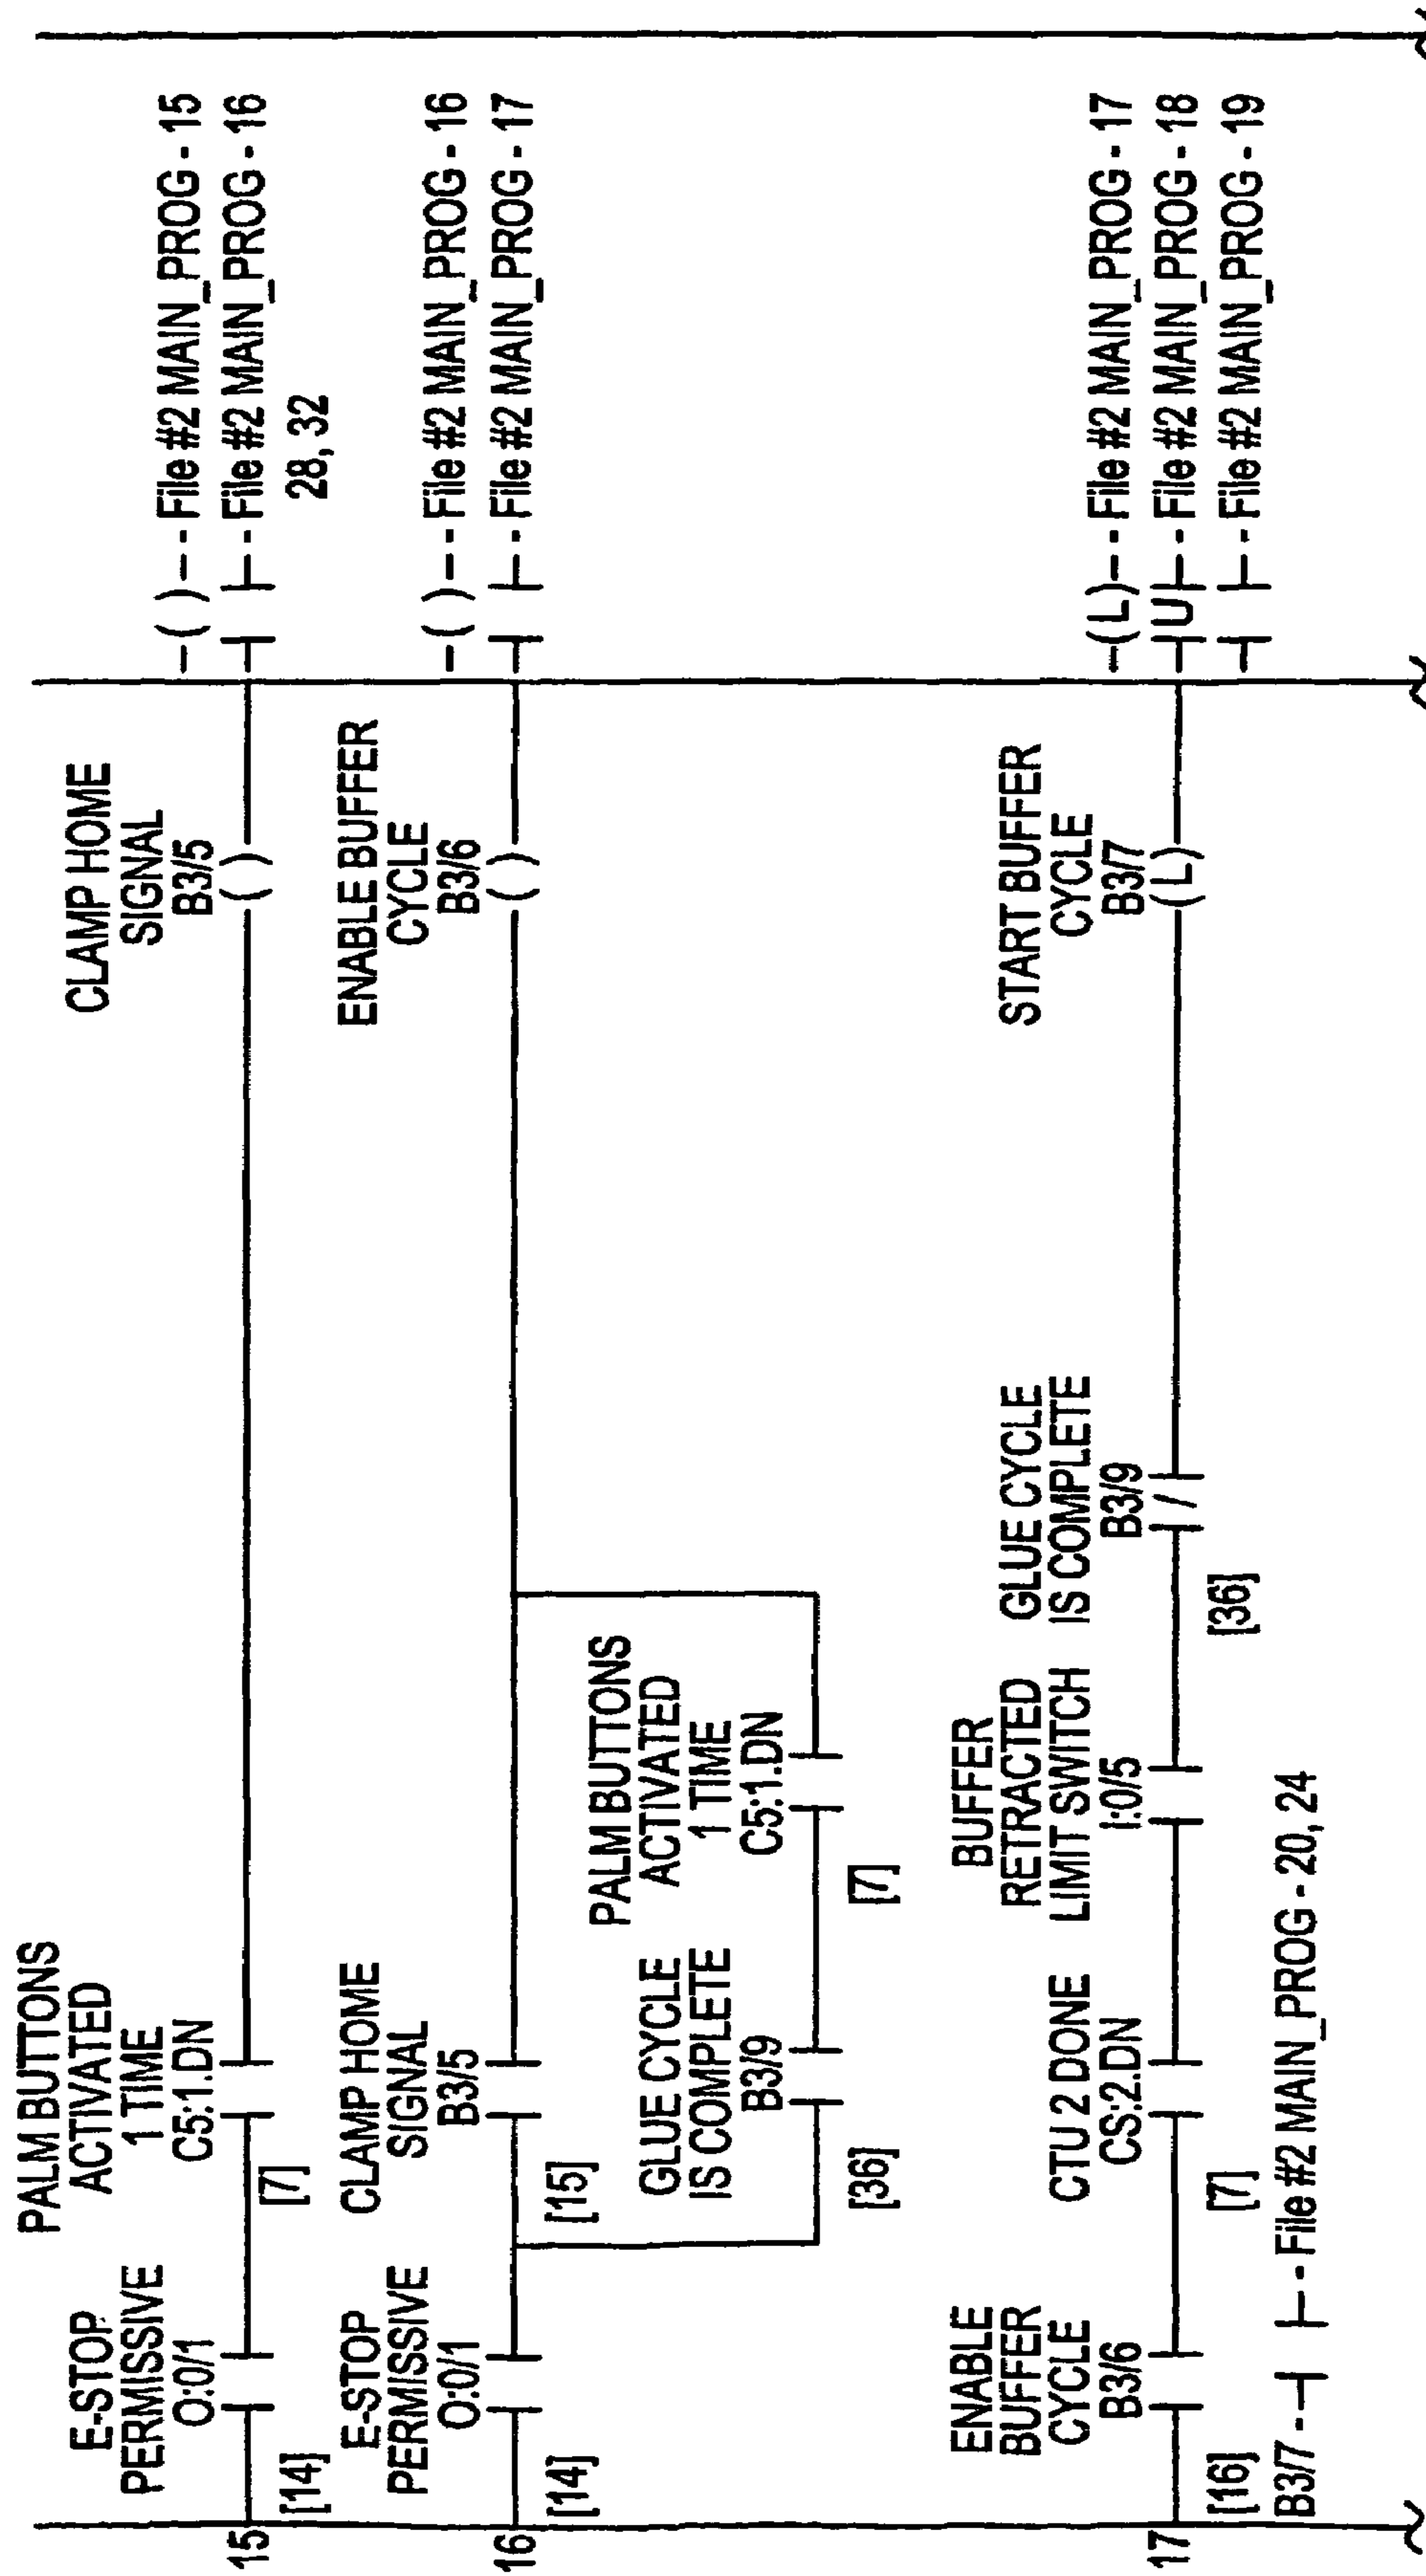 PALM BUTTONS
ACTIVATED
1 TIME
C5:1.DN
E-STOP
PERMISSIVE
O:0/1
CLAMP HOME
SIGNAL
B3/5
( )
15
[14]
[7]
-( )-- - File #2 MAIN_PROG - 15
- File #2 MAIN_PROG - 16
28, 32
E-STOP
PERMISSIVE
O:0/1
CLAMP HOME
SIGNAL
B3/5
ENABLE BUFFER
CYCLE
B3/6
( )
16
[14]
[15]
-( )-- - File #2 MAIN_PROG - 16
- File #2 MAIN_PROG - 17
GLUE CYCLE
IS COMPLETE
B3/9
[36]
PALM BUTTONS
ACTIVATED
1 TIME
C5:1.DN
[7]
ENABLE
BUFFER
CYCLE
B3/6
CTU 2 DONE
CS:2.DN
BUFFER
RETRACTED
LIMIT SWITCH
I:0/5
GLUE CYCLE
IS COMPLETE
B3/9
/
START BUFFER
CYCLE
B3/7
(L)
17
[16]
[7]
[36]
-(L)-- - File #2 MAIN_PROG - 17
U - File #2 MAIN_PROG - 18
- File #2 MAIN_PROG - 19
B3/7 - - File #2 MAIN_PROG - 20, 24